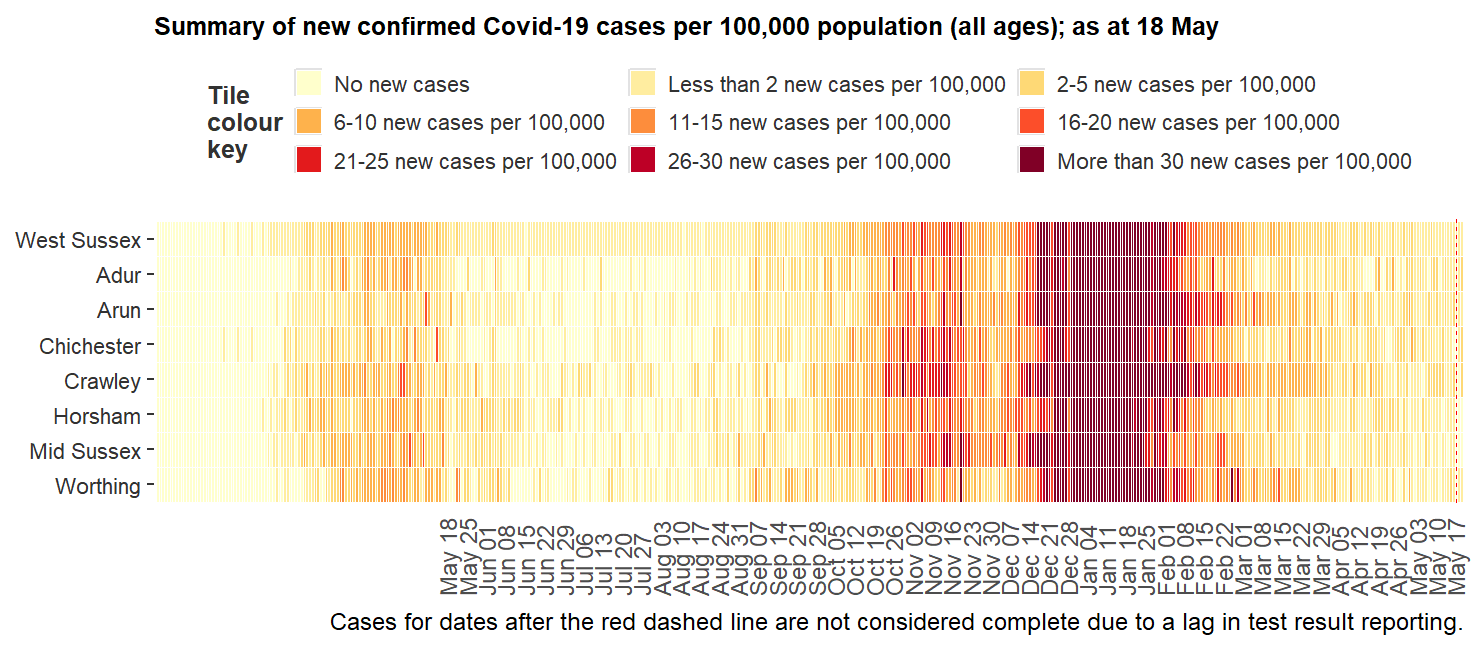 Summary of new confirmed Covid-19 cases per 100,000 population (all ages); as at 18 May
Tile
colour
key
No new cases
Less than 2 new cases per 100,000
2-5 new cases per 100,000
6-10 new cases per 100,000
11-15 new cases per 100,000
16-20 new cases per 100,000
21-25 new cases per 100,000
26-30 new cases per 100,000
More than 30 new cases per 100,000
West Sussex
Adur
Arun
Chichester
Crawley
Horsham
Mid Sussex
Worthing
May 18
May 25
Jun 01
Jun 08
Jun 15
Jun 22
Jun 29
Jul 06
Jul 13
Jul 20
Jul 27
Aug 03
Aug 10
Aug 17
Aug 24
Aug 31
Sep 07
Sep 14
Sep 21
Sep 28
Oct 05
Oct 12
Oct 19
Oct 26
Nov 02
Nov 09
Nov 16
Nov 23
Nov 30
Dec 07
Dec 14
Dec 21
Dec 28
Jan 04
Jan 11
Jan 18
Jan 25
Feb 01
Feb 08
Feb 15
Feb 22
Mar 01
Mar 08
Mar 15
Mar 22
Mar 29
Apr 05
Apr 12
Apr 19
Apr 26
May 03
May 10
May 17
Cases for dates after the red dashed line are not considered complete due to a lag in test result reporting.